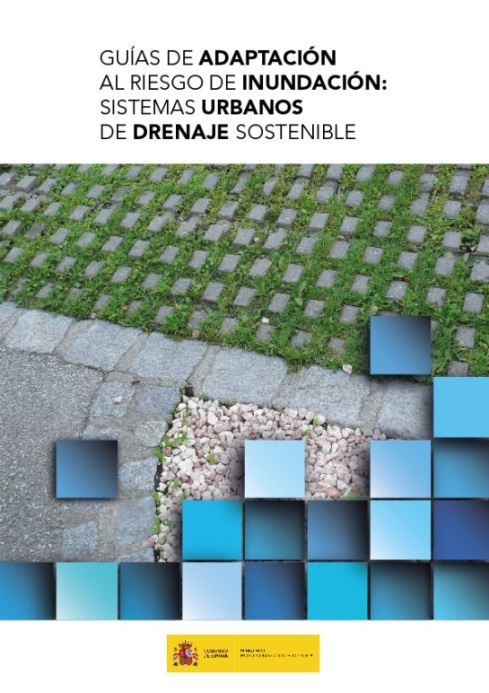 GUÍAS DE ADAPTACIÓN
AL RIESGO DE INUNDACIÓN:
SISTEMAS URBANOS
DE DRENAJE SOSTENIBLE